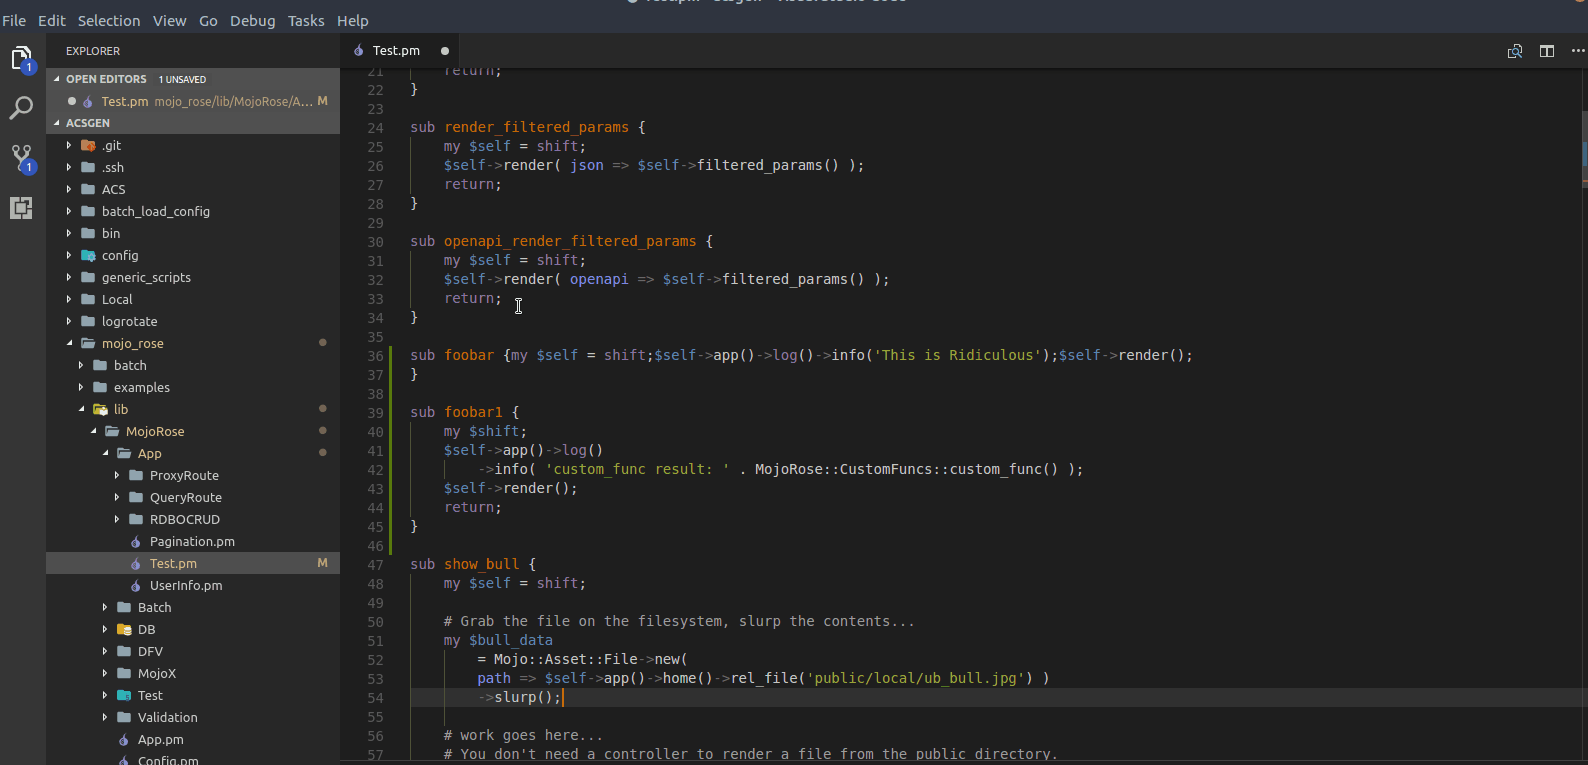 File Edit Selection View Go Debug Tasks Help
EXPLORER
OPEN EDITORS 1 UNSAVED
Test.pm mojo_rose/lib/MojoRose/A... M
ACSGEN
.git
.ssh
ACS
batch_load_config
bin
config
generic_scripts
Local
logrotate
mojo_rose
batch
examples
lib
MojoRose
App
ProxyRoute
QueryRoute
RDBOCRUD
Pagination.pm
Test.pm M
UserInfo.pm
Batch
DB
DFV
MojoX
Test
Validation
App.pm
Config.pm
1
1
Test.pm
21 return;
22 }
23
24 sub render_filtered_params {
25 my $self = shift;
26 $self->render( json => $self->filtered_params() );
27 return;
28 }
29
30 sub openapi_render_filtered_params {
31 my $self = shift;
32 $self->render( openapi => $self->filtered_params() );
33 return;
34 }
35
36 sub foobar {my $self = shift;$self->app()->log()->info('This is Ridiculous');$self->render();
37 }
38
39 sub foobar1 {
40 my $shift;
41 $self->app()->log()
42 ->info( 'custom_func result: ' . MojoRose::CustomFuncs::custom_func() );
43 $self->render();
44 return;
45 }
46
47 sub show_bull {
48 my $self = shift;
49
50 # Grab the file on the filesystem, slurp the contents...
51 my $bull_data
52 = Mojo::Asset::File->new(
53 path => $self->app()->home()->rel_file('public/local/ub_bull.jpg') )
54 ->slurp();
55
56 # work goes here...
57 # You don't need a controller to render a file from the public directory.